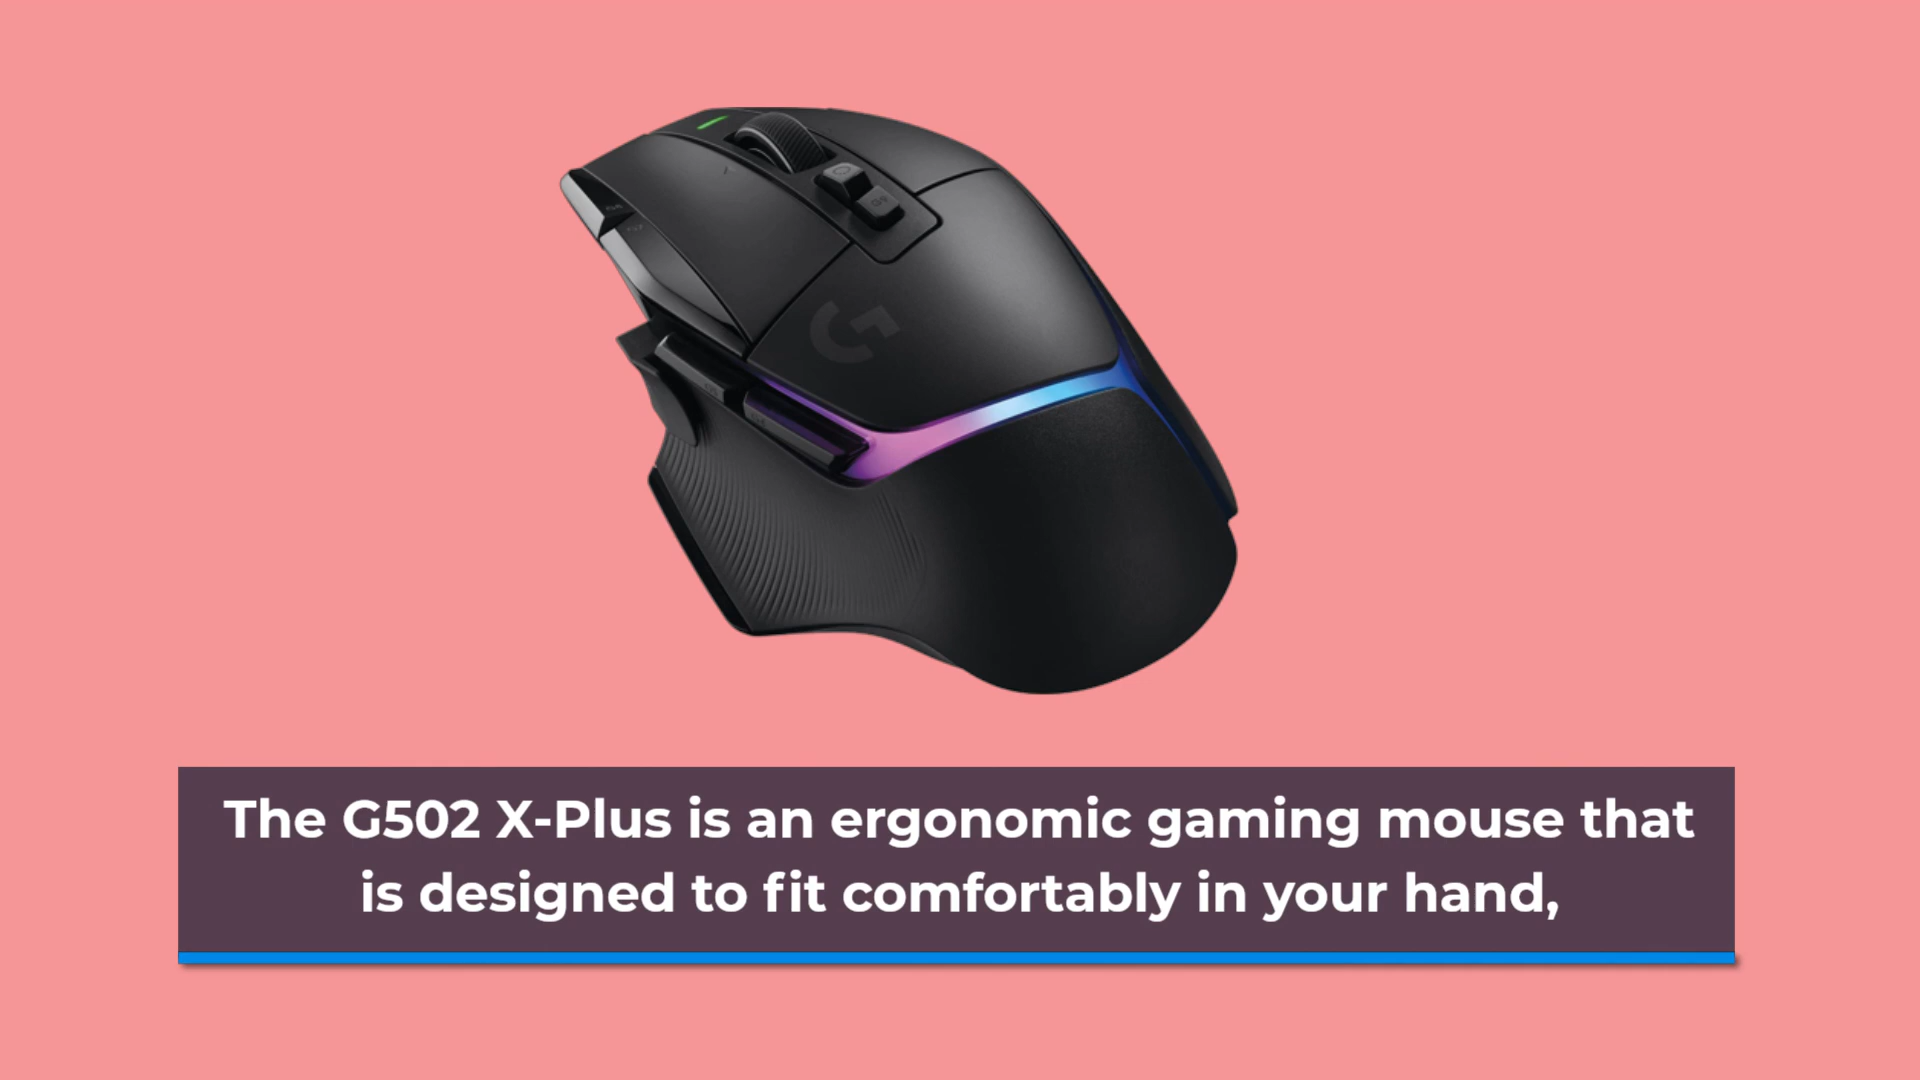 The G502 X-Plus is an ergonomic gaming mouse that
is designed to fit comfortably in your hand,